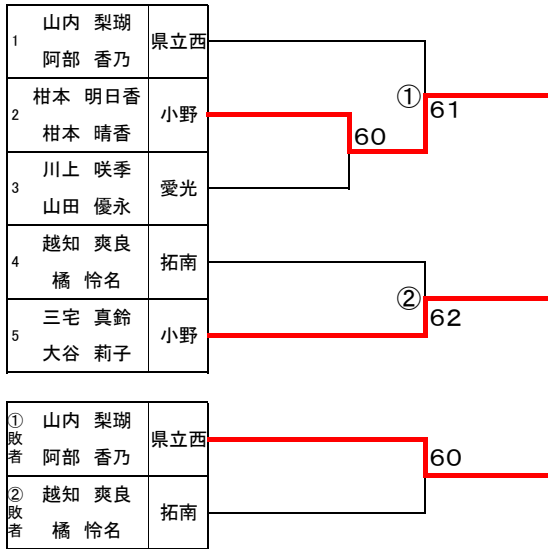 1 山内 梨瑚 県立西
阿部 香乃
2 柑本 明日香 小野
柑本 晴香
3 川上 咲季 愛光
山田 優永
4 越知 爽良 拓南
橘 怜名
5 三宅 真鈴 小野
大谷 莉子
① 61
60
② 62
①敗者 山内 梨瑚 県立西
阿部 香乃
②敗者 越知 爽良 拓南
橘 怜名
60